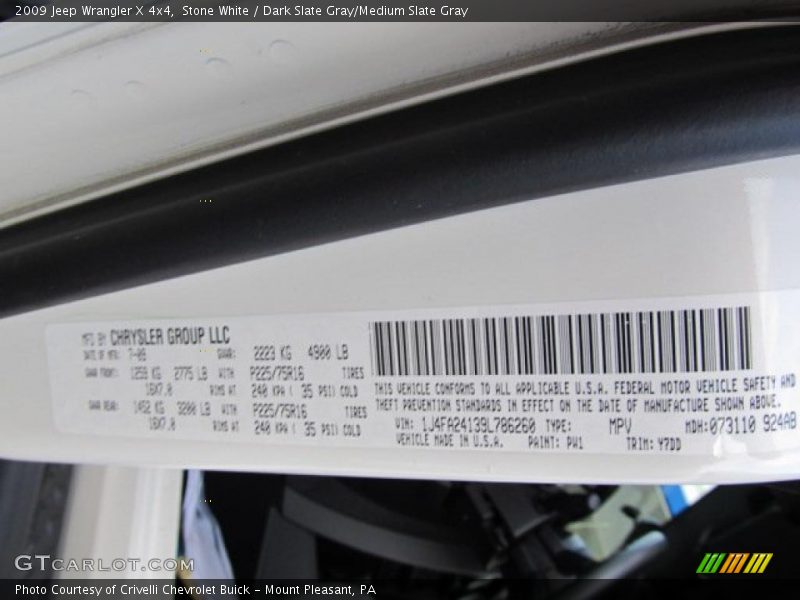 2009 Jeep Wrangler X 4x4, Stone White / Dark Slate Gray/Medium Slate Gray
MFG BY CHRYSLER GROUP LLC
DATE OF MFR: 7-09 GVWR: 2223 KG 4900 LB
GAWR FRONT: 1259 KG 2775 LB WITH P225/75R16 TIRES
16X7.0 RIMS AT 240 KPA ( 35 PSI) COLD
GAWR REAR: 1452 KG 3200 LB WITH P225/75R16 TIRES
16X7.0 RIMS AT 240 KPA ( 35 PSI) COLD
THIS VEHICLE CONFORMS TO ALL APPLICABLE U.S.A. FEDERAL MOTOR VEHICLE SAFETY AND
THEFT PREVENTION STANDARDS IN EFFECT ON THE DATE OF MANUFACTURE SHOWN ABOVE.
VIN: 1J4FA24139L786260 TYPE: MPV MDH: 073110 924AB
VEHICLE MADE IN U.S.A. PAINT: PW1 TRIM: Y7DD
GTCARLOT.COM
Photo Courtesy of Crivelli Chevrolet Buick - Mount Pleasant, PA